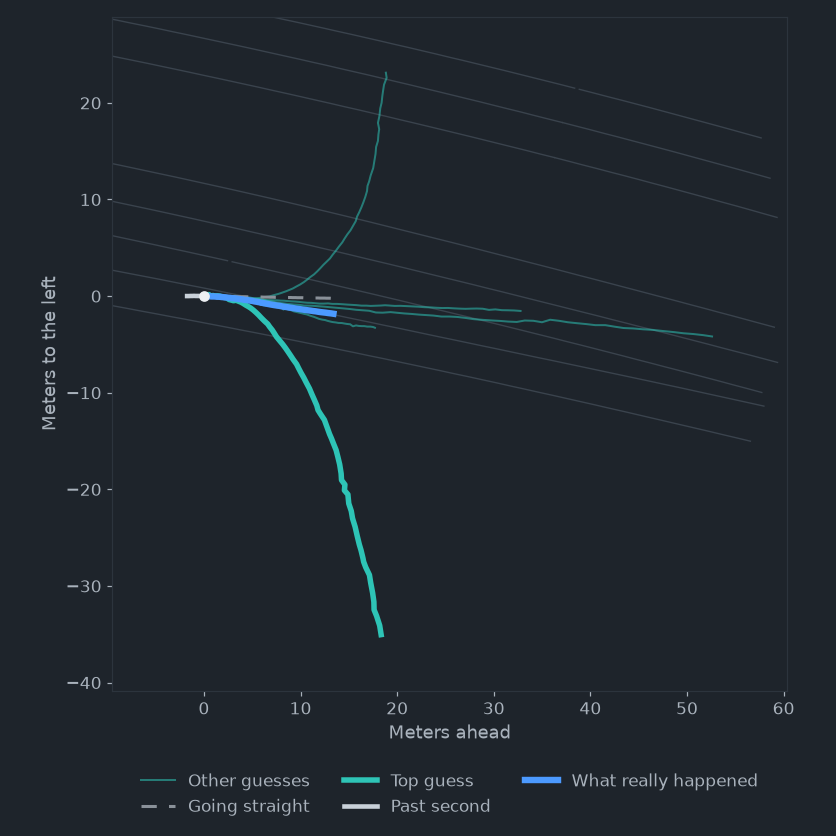 20
10
0
−10
−20
−30
−40
Meters to the left
0 10 20 30 40 50 60
Meters ahead
Other guesses Top guess What really happened
Going straight Past second